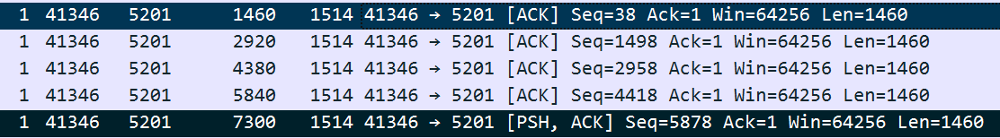 1 41346 5201 1460 1514 41346 → 5201 [ACK] Seq=38 Ack=1 Win=64256 Len=1460
1 41346 5201 2920 1514 41346 → 5201 [ACK] Seq=1498 Ack=1 Win=64256 Len=1460
1 41346 5201 4380 1514 41346 → 5201 [ACK] Seq=2958 Ack=1 Win=64256 Len=1460
1 41346 5201 5840 1514 41346 → 5201 [ACK] Seq=4418 Ack=1 Win=64256 Len=1460
1 41346 5201 7300 1514 41346 → 5201 [PSH, ACK] Seq=5878 Ack=1 Win=64256 Len=1460